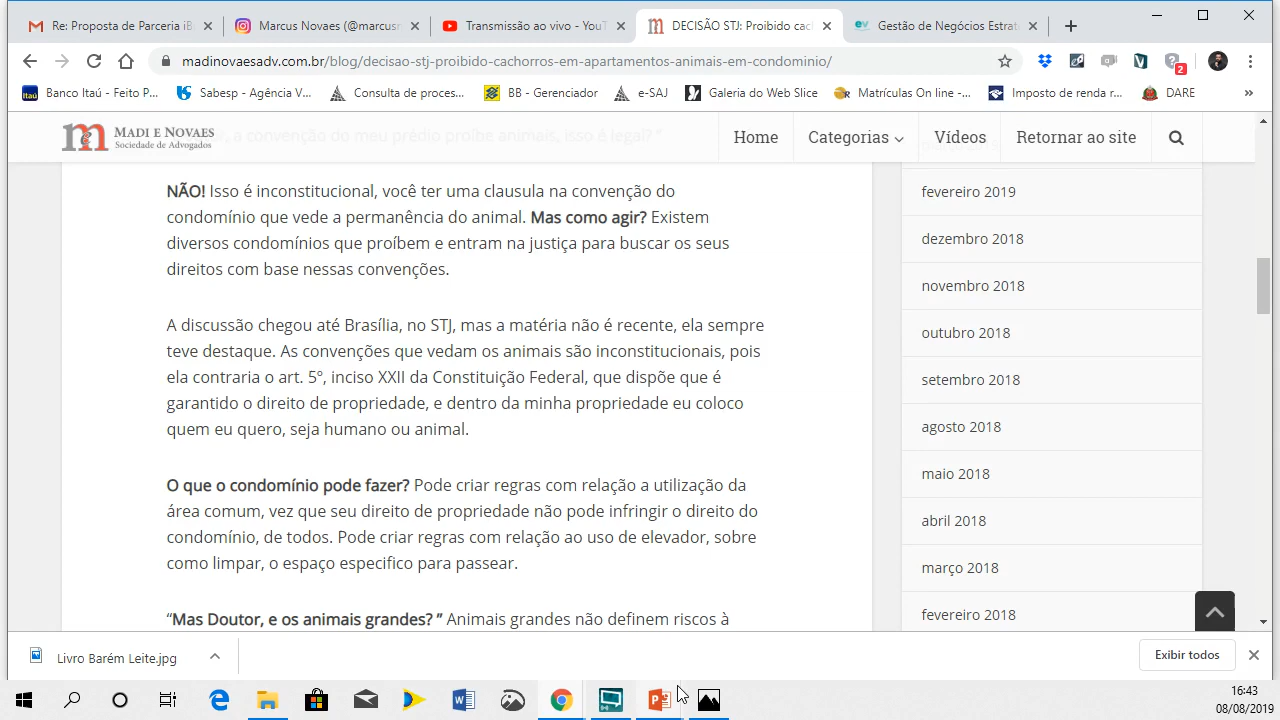 Re: Proposta de Parceria iB
Marcus Novaes (@marcusr
Transmissão ao vivo - YouT
DECISÃO STJ: Proibido cac
Gestão de Negócios Estrat
madinovaesadv.com.br/blog/decisao-stj-proibido-cachorros-em-apartamentos-animais-em-condominio/
2
Banco Itaú - Feito P...
Sabesp - Agência V...
Consulta de proces...
BB - Gerenciador
e-SAJ
Galeria do Web Slice
Matrículas On line -...
Imposto de renda r...
DARE
»
MADI E NOVAES
Sociedade de Advogados
, a convenção do meu prédio proíbe animais, isso é legal? ”
Home
Categorias
Vídeos
Retornar ao site
NÃO! Isso é inconstitucional, você ter uma clausula na convenção do
condomínio que vede a permanência do animal. Mas como agir? Existem
diversos condomínios que proíbem e entram na justiça para buscar os seus
direitos com base nessas convenções.
A discussão chegou até Brasília, no STJ, mas a matéria não é recente, ela sempre
teve destaque. As convenções que vedam os animais são inconstitucionais, pois
ela contraria o art. 5º, inciso XXII da Constituição Federal, que dispõe que é
garantido o direito de propriedade, e dentro da minha propriedade eu coloco
quem eu quero, seja humano ou animal.
O que o condomínio pode fazer? Pode criar regras com relação a utilização da
área comum, vez que seu direito de propriedade não pode infringir o direito do
condomínio, de todos. Pode criar regras com relação ao uso de elevador, sobre
como limpar, o espaço especifico para passear.
“Mas Doutor, e os animais grandes? ” Animais grandes não definem riscos à
fevereiro 2019
dezembro 2018
novembro 2018
outubro 2018
setembro 2018
agosto 2018
maio 2018
abril 2018
março 2018
fevereiro 2018
Livro Barém Leite.jpg
Exibir todos
16:43
08/08/2019